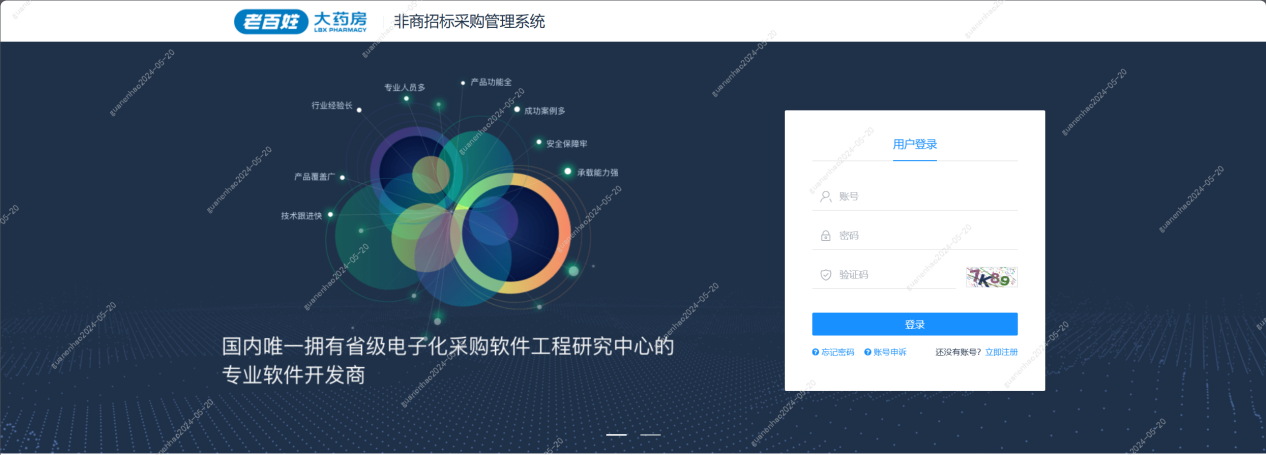 老百姓 大药房 非商招标采购管理系统
LBX PHARMACY
产品功能全
专业人员多
行业经验长
成功案例多
安全保障牢
产品覆盖广
承载能力强
技术跟进快
国内唯一拥有省级电子化采购软件工程研究中心的
专业软件开发商
用户登录
账号
密码
验证码 7K89
登录
忘记密码 账号申诉 还没有账号? 立即注册
guanenhao2024-05-20